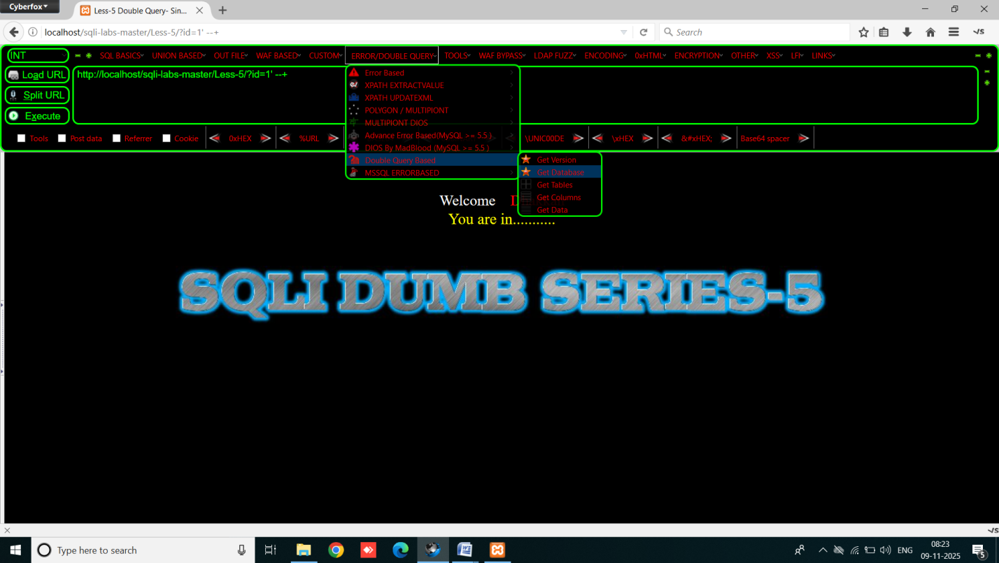 Cyberfox
Less-5 Double Query- Sin...
localhost/sqli-labs-master/Less-5/?id=1' --+
Search
INT
SQL BASICS
UNION BASED
OUT FILE
WAF BASED
CUSTOM
ERROR/DOUBLE QUERY
TOOLS
WAF BYPASS
LDAP FUZZ
ENCODING
0xHTML
ENCRYPTION
OTHER
XSS
LFI
LINKS
Load URL
Split URL
Execute
http://localhost/sqli-labs-master/Less-5/?id=1' --+
Error Based
XPATH EXTRACTVALUE
XPATH UPDATEXML
POLYGON / MULTIPIONT
MULTIPIONT DIOS
Advance Error Based(MySQL >= 5.5 )
DIOS By MadBlood (MySQL >= 5.5 )
Double Query Based
MSSQL ERRORBASED
Get Version
Get Database
Get Tables
Get Columns
Get Data
Tools
Post data
Referrer
Cookie
0xHEX
%URL
\UNIC00DE
\xHEX
&#xHEX;
Base64 spacer
Welcome
You are in...........
SQLI DUMB SERIES-5
Type here to search
ENG
08:23
09-11-2025
5